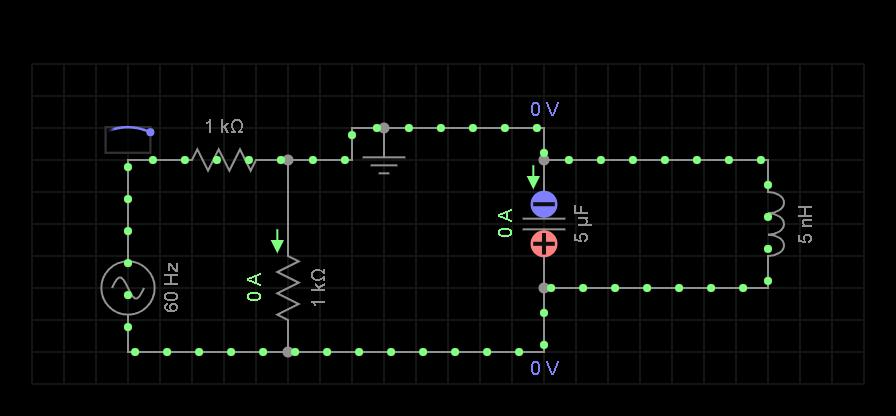 0 V
1 kΩ
0 A
5 µF
5 nH
60 Hz
0 A
1 kΩ
0 V